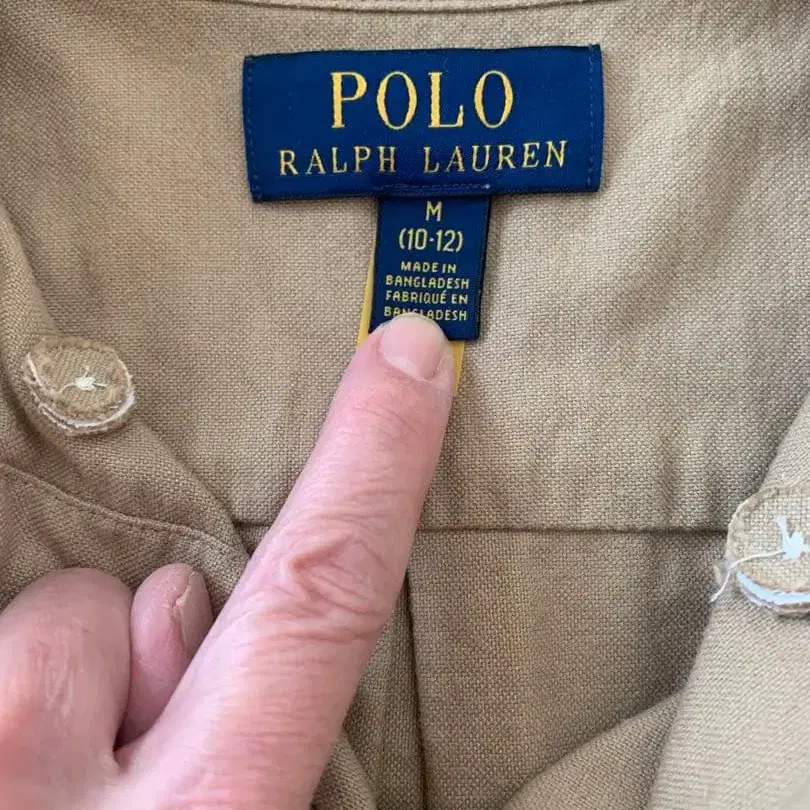 POLO
RALPH LAUREN
M
(10-12)
MADE IN
BANGLADESH
FABRIQUÉ EN
BANGLADESH